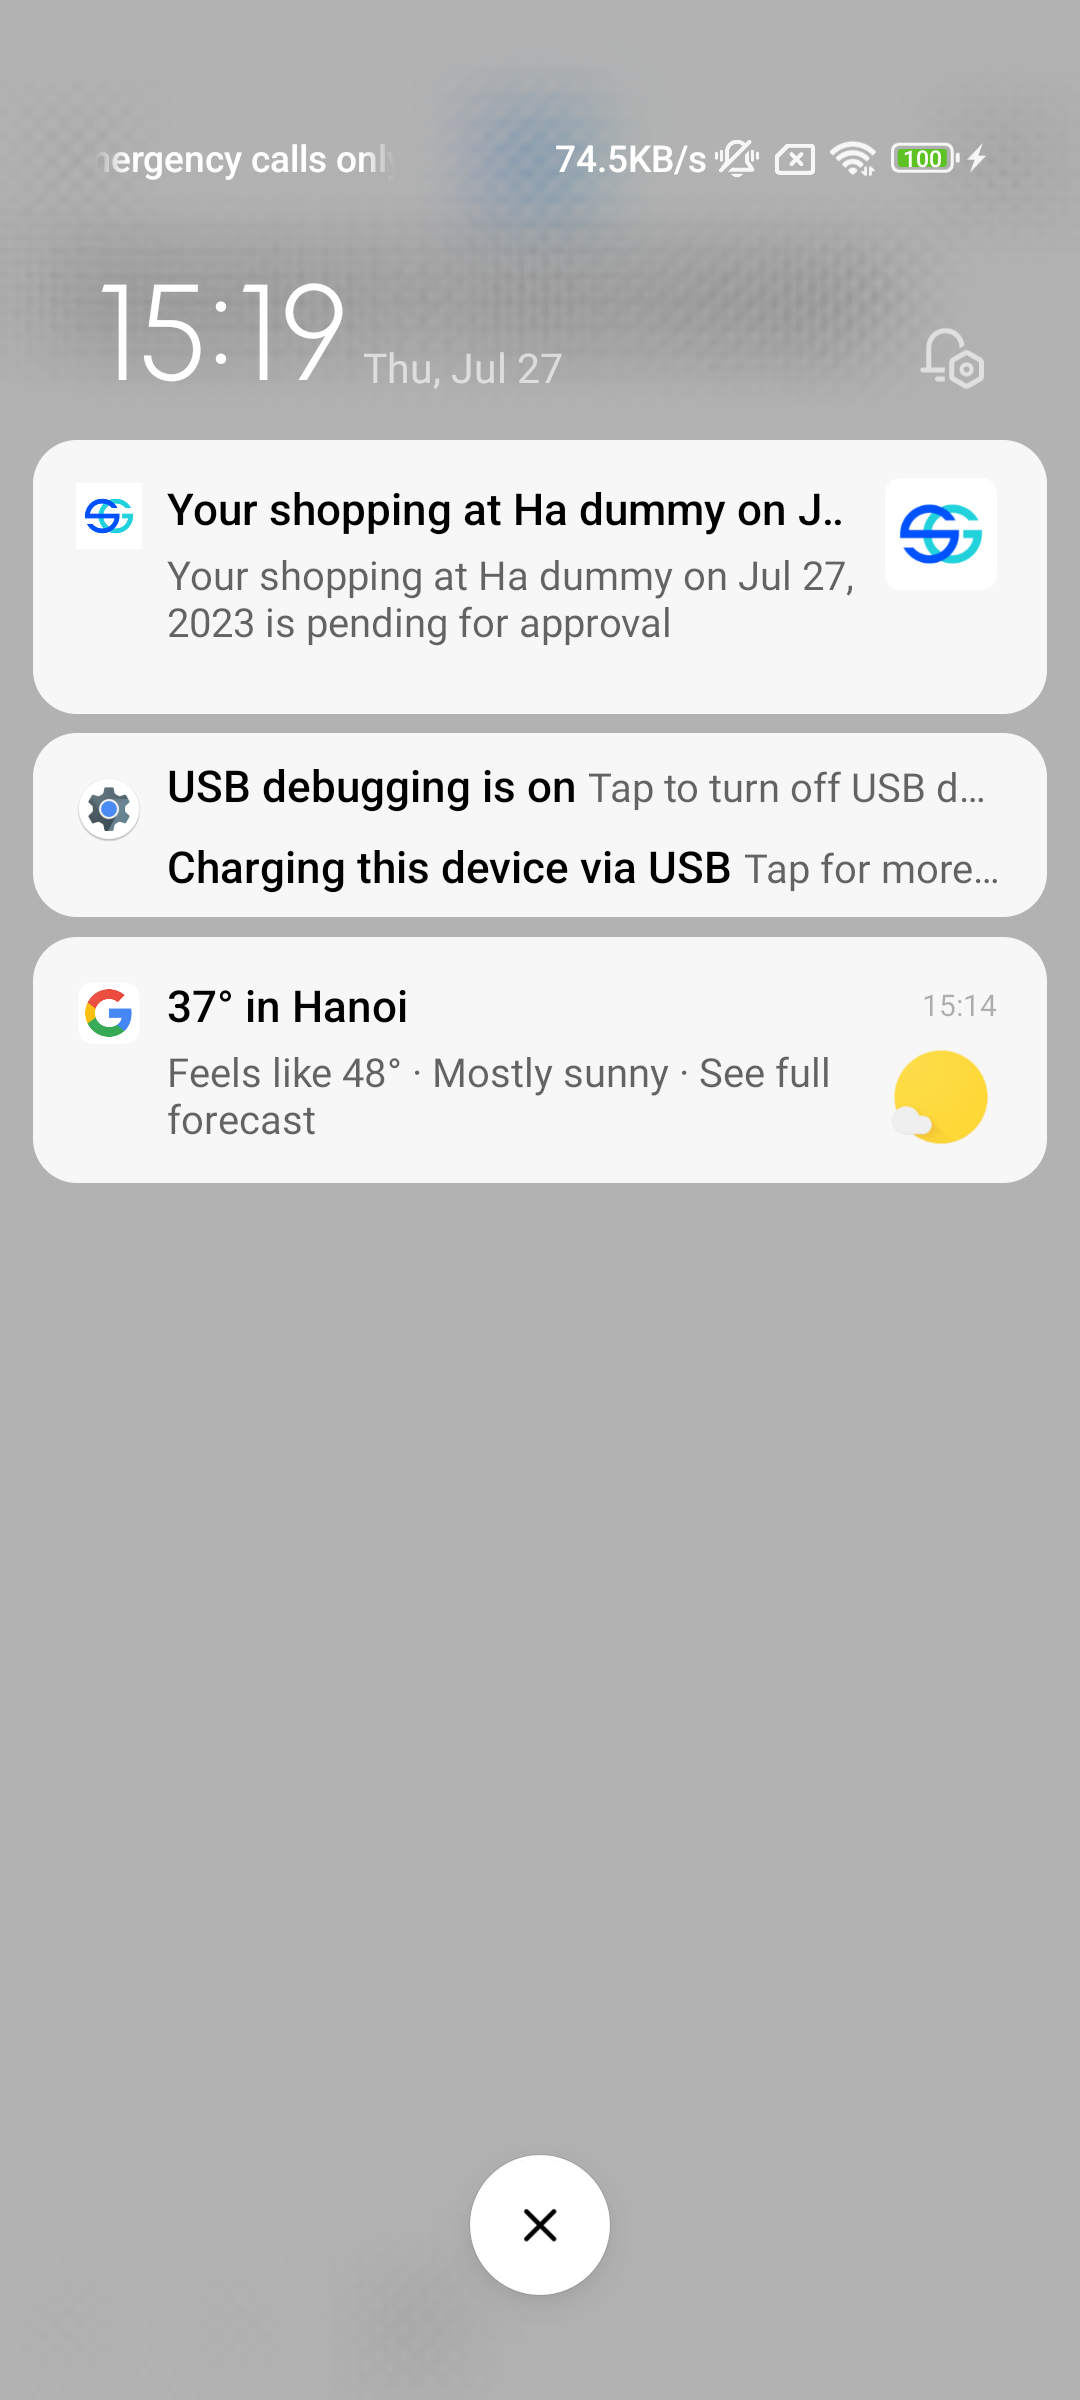 calls only
74.5KB/s
100
15:19 Thu, Jul 27
Your shopping at Ha dummy on J..
Your shopping at Ha dummy on Jul 27,
2023 is pending for approval
USB debugging is on Tap to turn off USB d...
Charging this device via USB Tap for more...
37° in Hanoi
15:14
Feels like 48° · Mostly sunny · See full
forecast